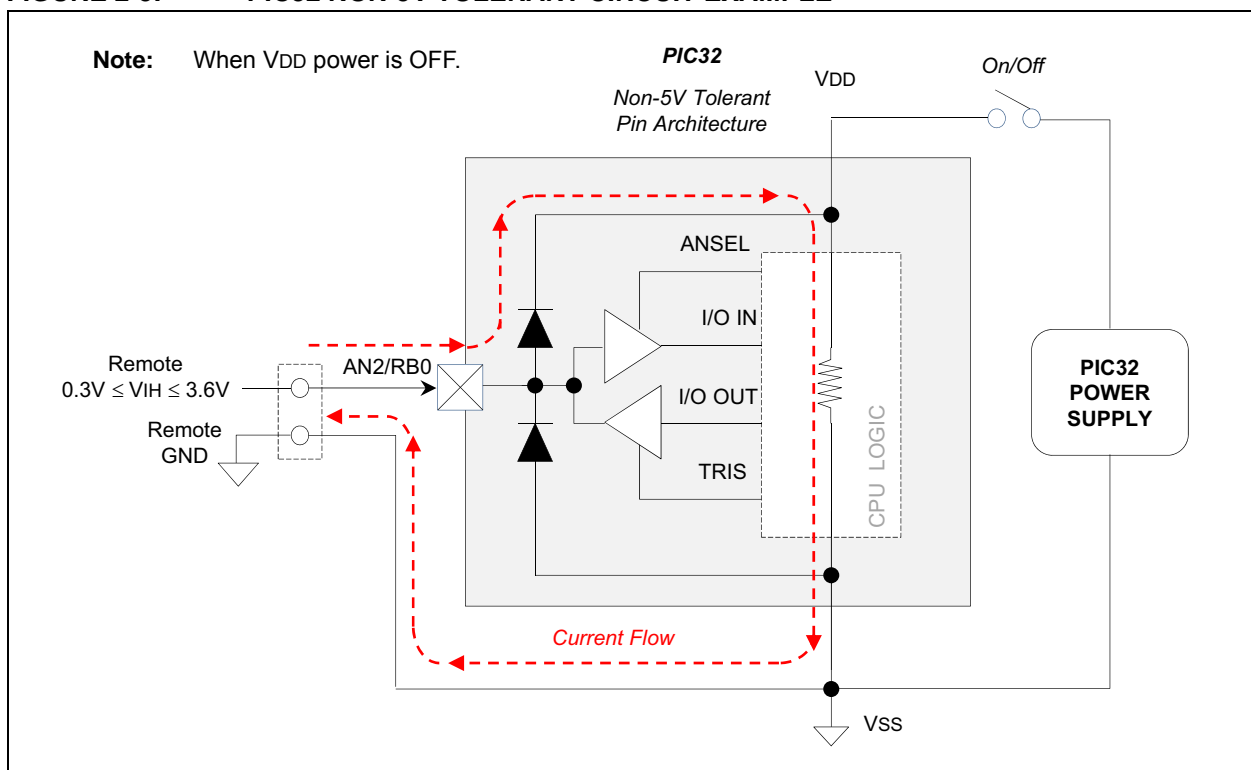 Note: When VDD power is OFF.
PIC32
Non-5V Tolerant
Pin Architecture
VDD
On/Off
ANSEL
I/O IN
Remote
0.3V ≤ VIH ≤ 3.6V
AN2/RB0
I/O OUT
Remote
GND
TRIS
CPU LOGIC
PIC32
POWER
SUPPLY
Current Flow
VSS